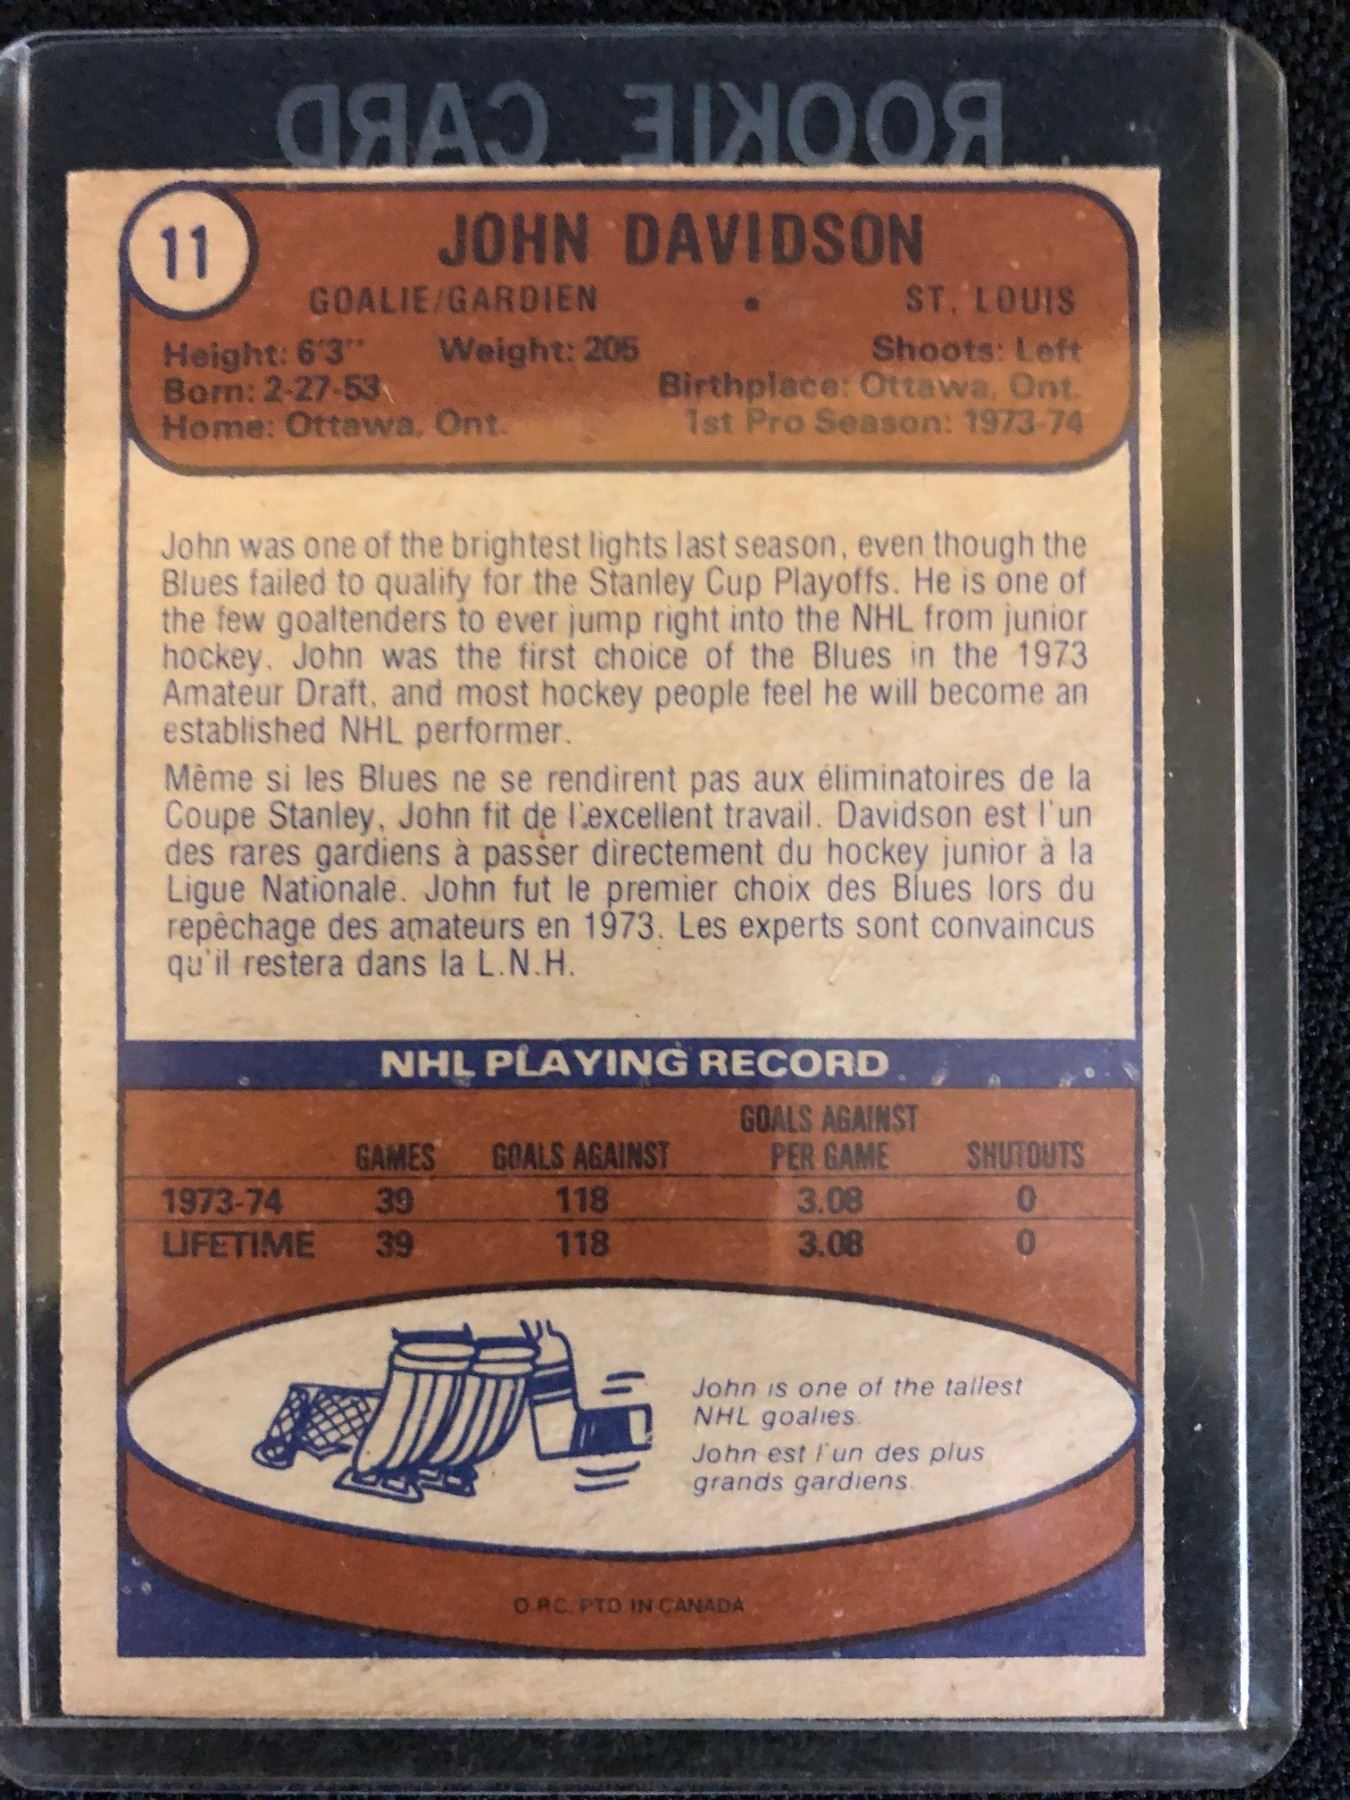 ROOKIE CARD
11
JOHN DAVIDSON
GOALIE/GARDIEN • ST. LOUIS
Height: 6'3" Weight: 205 Shoots: Left
Born: 2-27-53 Birthplace: Ottawa, Ont.
Home: Ottawa, Ont. 1st Pro Season: 1973-74
John was one of the brightest lights last season, even though the
Blues failed to qualify for the Stanley Cup Playoffs. He is one of
the few goaltenders to ever jump right into the NHL from junior
hockey. John was the first choice of the Blues in the 1973
Amateur Draft, and most hockey people feel he will become an
established NHL performer.
Même si les Blues ne se rendirent pas aux éliminatoires de la
Coupe Stanley, John fit de l'excellent travail. Davidson est l'un
des rares gardiens à passer directement du hockey junior à la
Ligue Nationale. John fut le premier choix des Blues lors du
repêchage des amateurs en 1973. Les experts sont convaincus
qu'il restera dans la L.N.H.
NHL PLAYING RECORD
GOALS AGAINST
GAMES GOALS AGAINST PER GAME SHUTOUTS
1973-74 39 118 3.08 0
LIFETIME 39 118 3.08 0
John is one of the tallest
NHL goalies.
John est l'un des plus
grands gardiens.
O.P.C. PTD IN CANADA